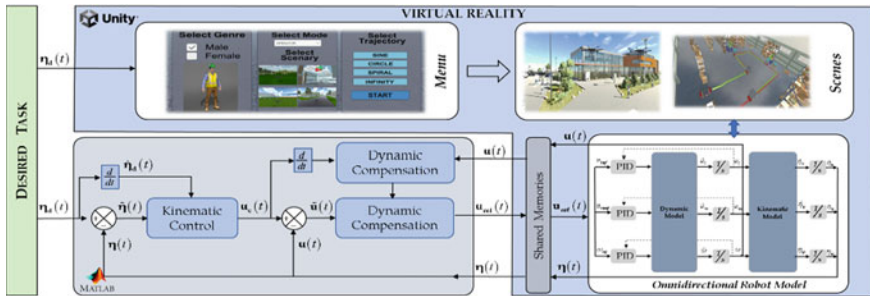 VIRTUAL REALITY
Unity
Select Genre
Male
Female
Select Mode
Select
Scenary
Select
Trajectory
SINE
CIRCLE
SPIRAL
INFINITY
START
Menu
Scenes
DESIRED TASK
η_d(t)
d/dt
η̇_d(t)
η_d(t)
η̃(t)
Kinematic
Control
η(t)
MATLAB
u_c(t)
d/dt
ũ(t)
u(t)
Dynamic
Compensation
Dynamic
Compensation
u(t)
u_ref(t)
η(t)
Shared Memories
u(t)
u_ref(t)
η(t)
PID
PID
PID
Dynamic
Model
Kinematic
Model
Omnidirectional Robot Model